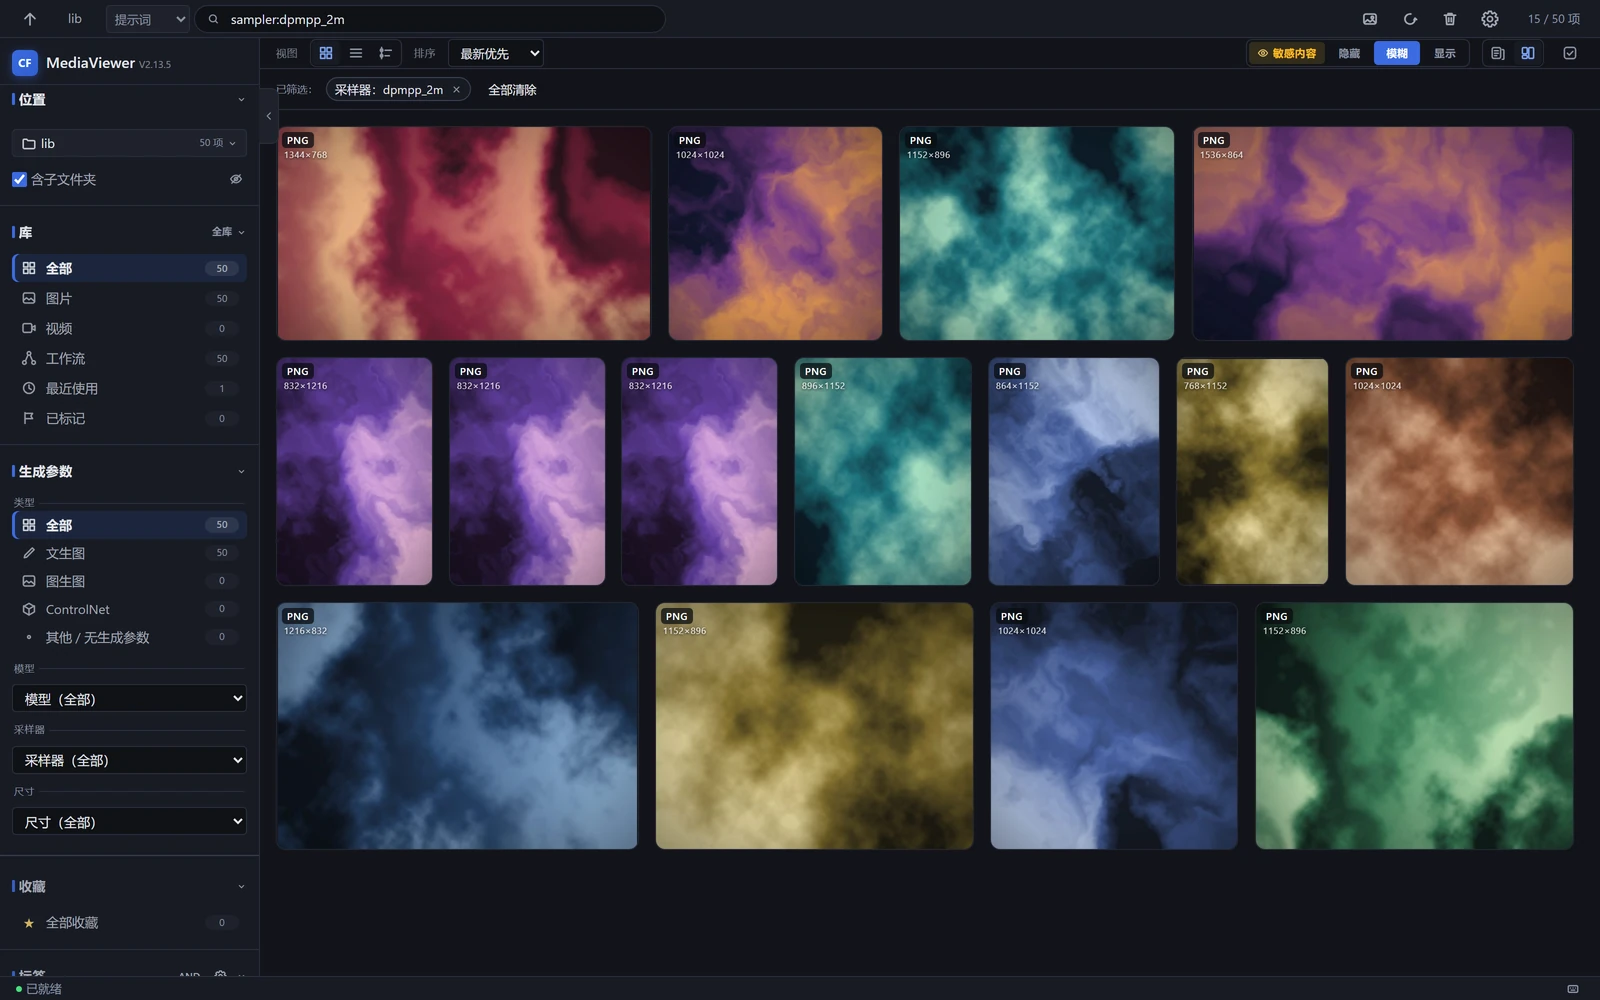 lib
提示词
sampler:dpmpp_2m
15 / 50 项
CF
MediaViewer V2.13.5
视图
排序
最新优先
敏感内容
隐藏
模糊
显示
已筛选：
采样器：dpmpp_2m ×
全部清除
位置
lib
50 项
含子文件夹
库
全库
全部
50
图片
50
视频
0
工作流
50
最近使用
1
已标记
0
生成参数
类型
全部
50
文生图
50
图生图
0
ControlNet
0
其他 / 无生成参数
0
模型
模型（全部）
采样器
采样器（全部）
尺寸
尺寸（全部）
收藏
全部收藏
0
标签
AND
已就绪
PNG
1344×768
PNG
1024×1024
PNG
1152×896
PNG
1536×864
PNG
832×1216
PNG
832×1216
PNG
832×1216
PNG
896×1152
PNG
864×1152
PNG
768×1152
PNG
1024×1024
PNG
1216×832
PNG
1152×896
PNG
1024×1024
PNG
1152×896